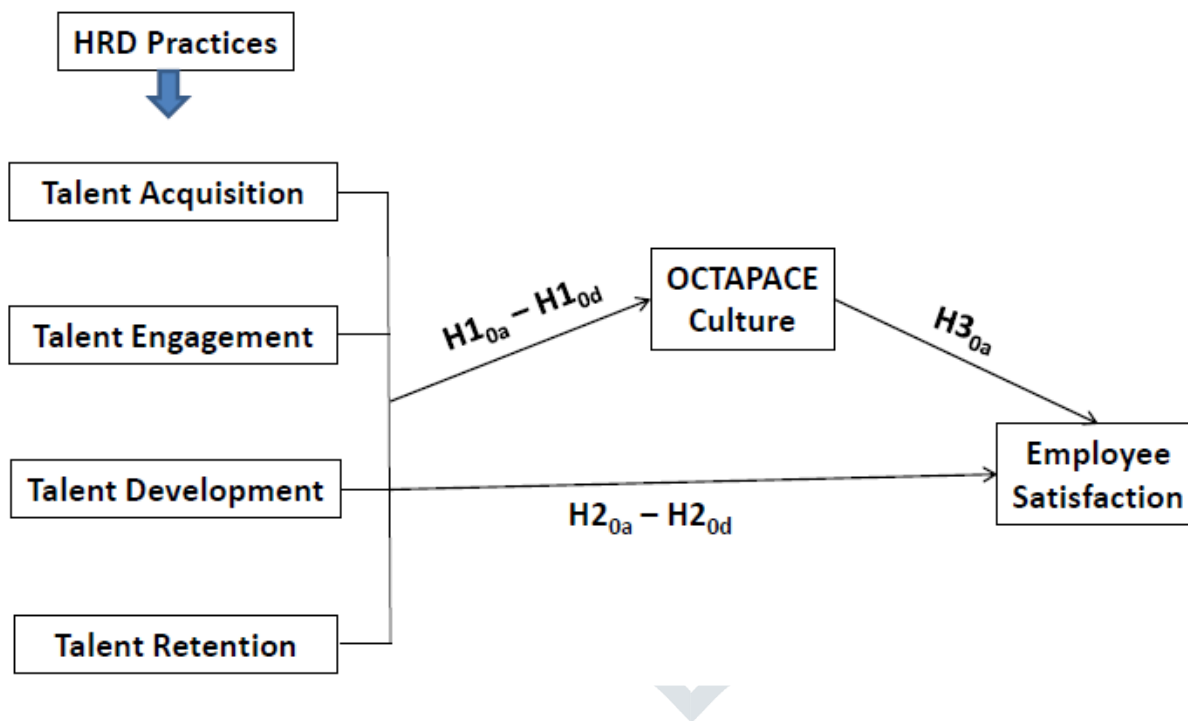 HRD Practices
Talent Acquisition
Talent Engagement
Talent Development
Talent Retention
H1₀ₐ – H1₀d
OCTAPACE
Culture
H3₀ₐ
H2₀ₐ – H2₀d
Employee
Satisfaction